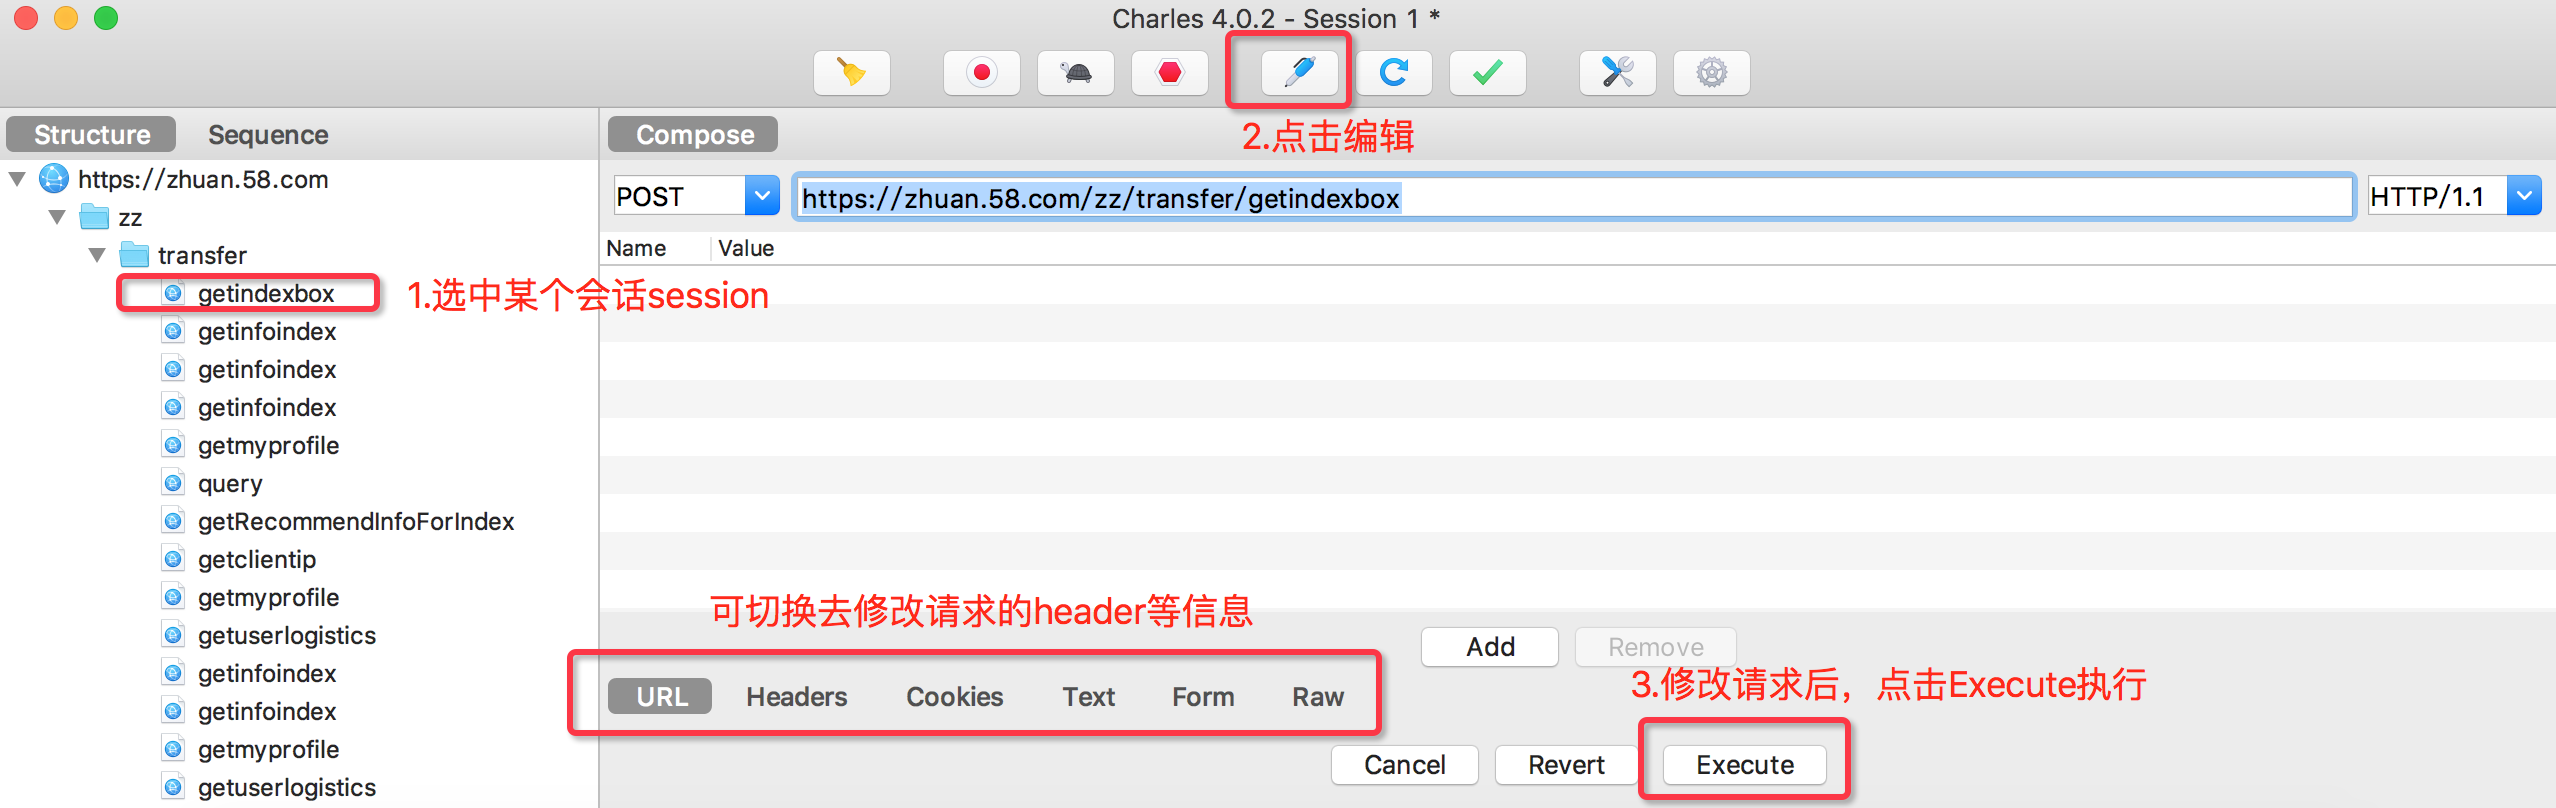 Charles 4.0.2 - Session 1 *
2.点击编辑
Structure Sequence
Compose
https://zhuan.58.com
zz
transfer
getindexbox
1.选中某个会话session
getinfoindex
getinfoindex
getinfoindex
getmyprofile
query
getRecommendInfoForIndex
getclientip
getmyprofile
getuserlogistics
getinfoindex
getinfoindex
getmyprofile
getuserlogistics
POST https://zhuan.58.com/zz/transfer/getindexbox HTTP/1.1
Name Value
可切换去修改请求的header等信息
Add Remove
URL Headers Cookies Text Form Raw
3.修改请求后，点击Execute执行
Cancel Revert Execute